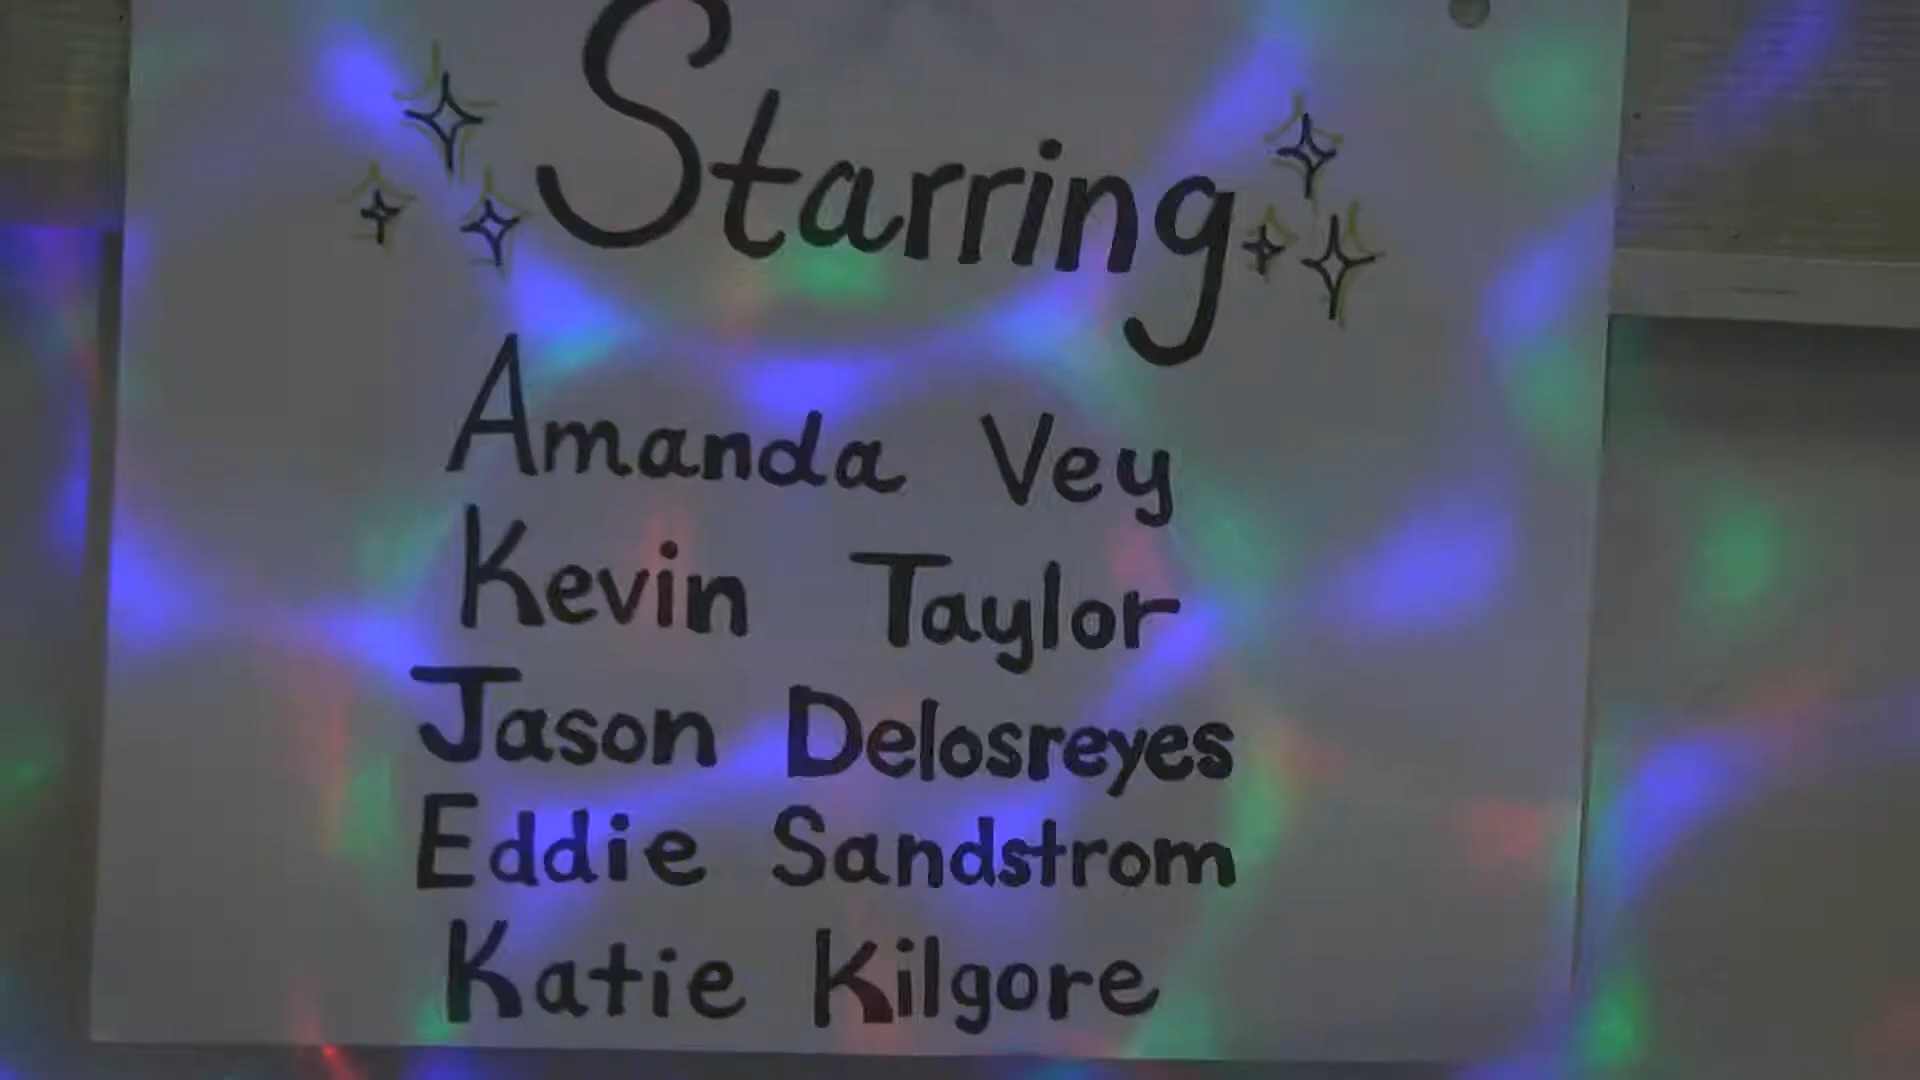 Starring
Amanda Vey
Kevin Taylor
Jason Delosreyes
Eddie Sandstrom
Katie Kilgore